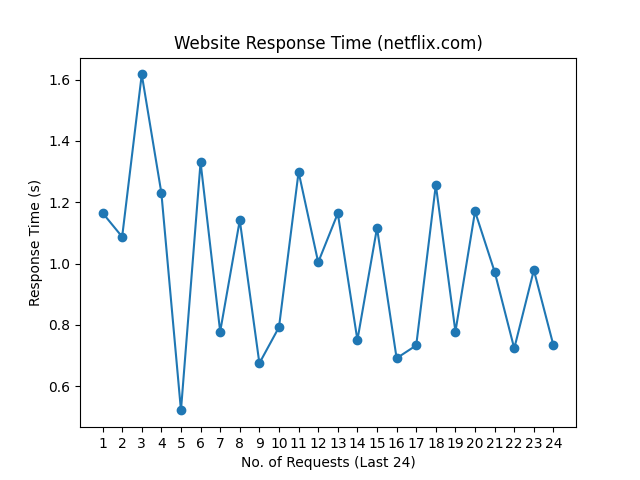 Website Response Time (netflix.com)
Response Time (s)
1.6
1.4
1.2
1.0
0.8
0.6
1 2 3 4 5 6 7 8 9 10 11 12 13 14 15 16 17 18 19 20 21 22 23 24
No. of Requests (Last 24)